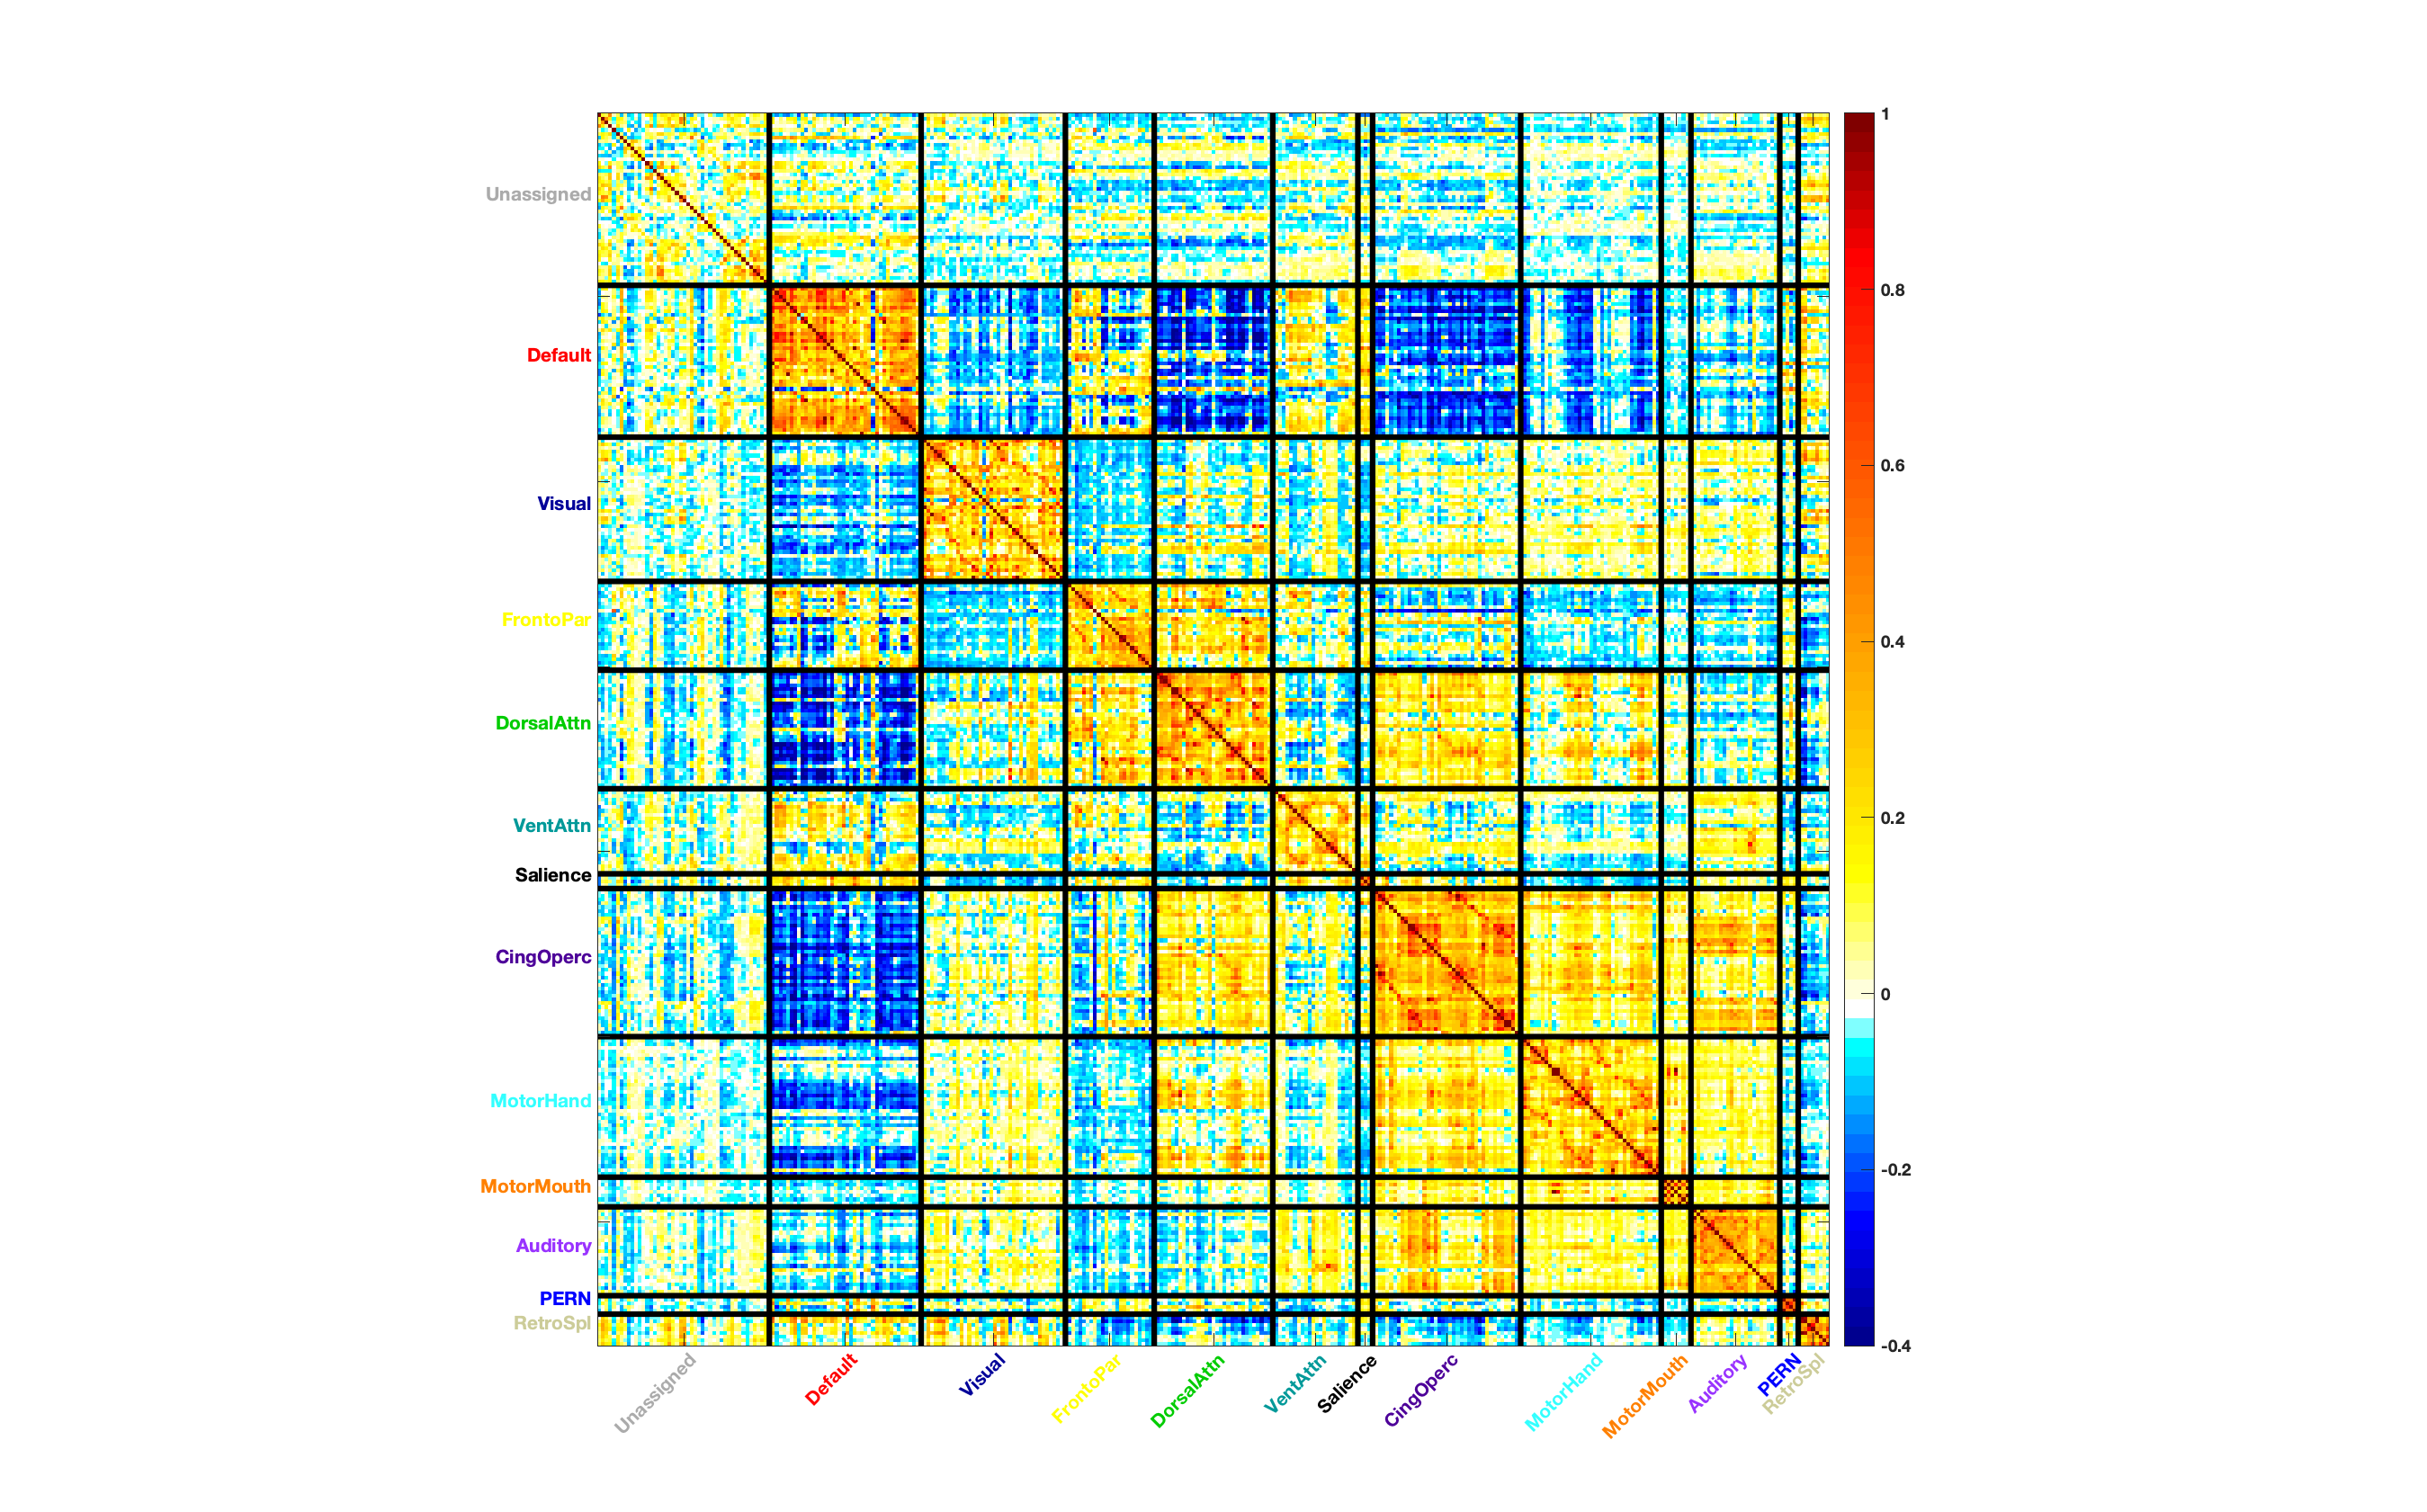 Unassigned
Default
Visual
FrontoPar
DorsalAttn
VentAttn
Salience
CingOperc
MotorHand
MotorMouth
Auditory
PERN
RetroSpl
Unassigned
Default
Visual
FrontoPar
DorsalAttn
VentAttn
Salience
CingOperc
MotorHand
MotorMouth
Auditory
PERN
RetroSpl
1
0.8
0.6
0.4
0.2
0
-0.2
-0.4